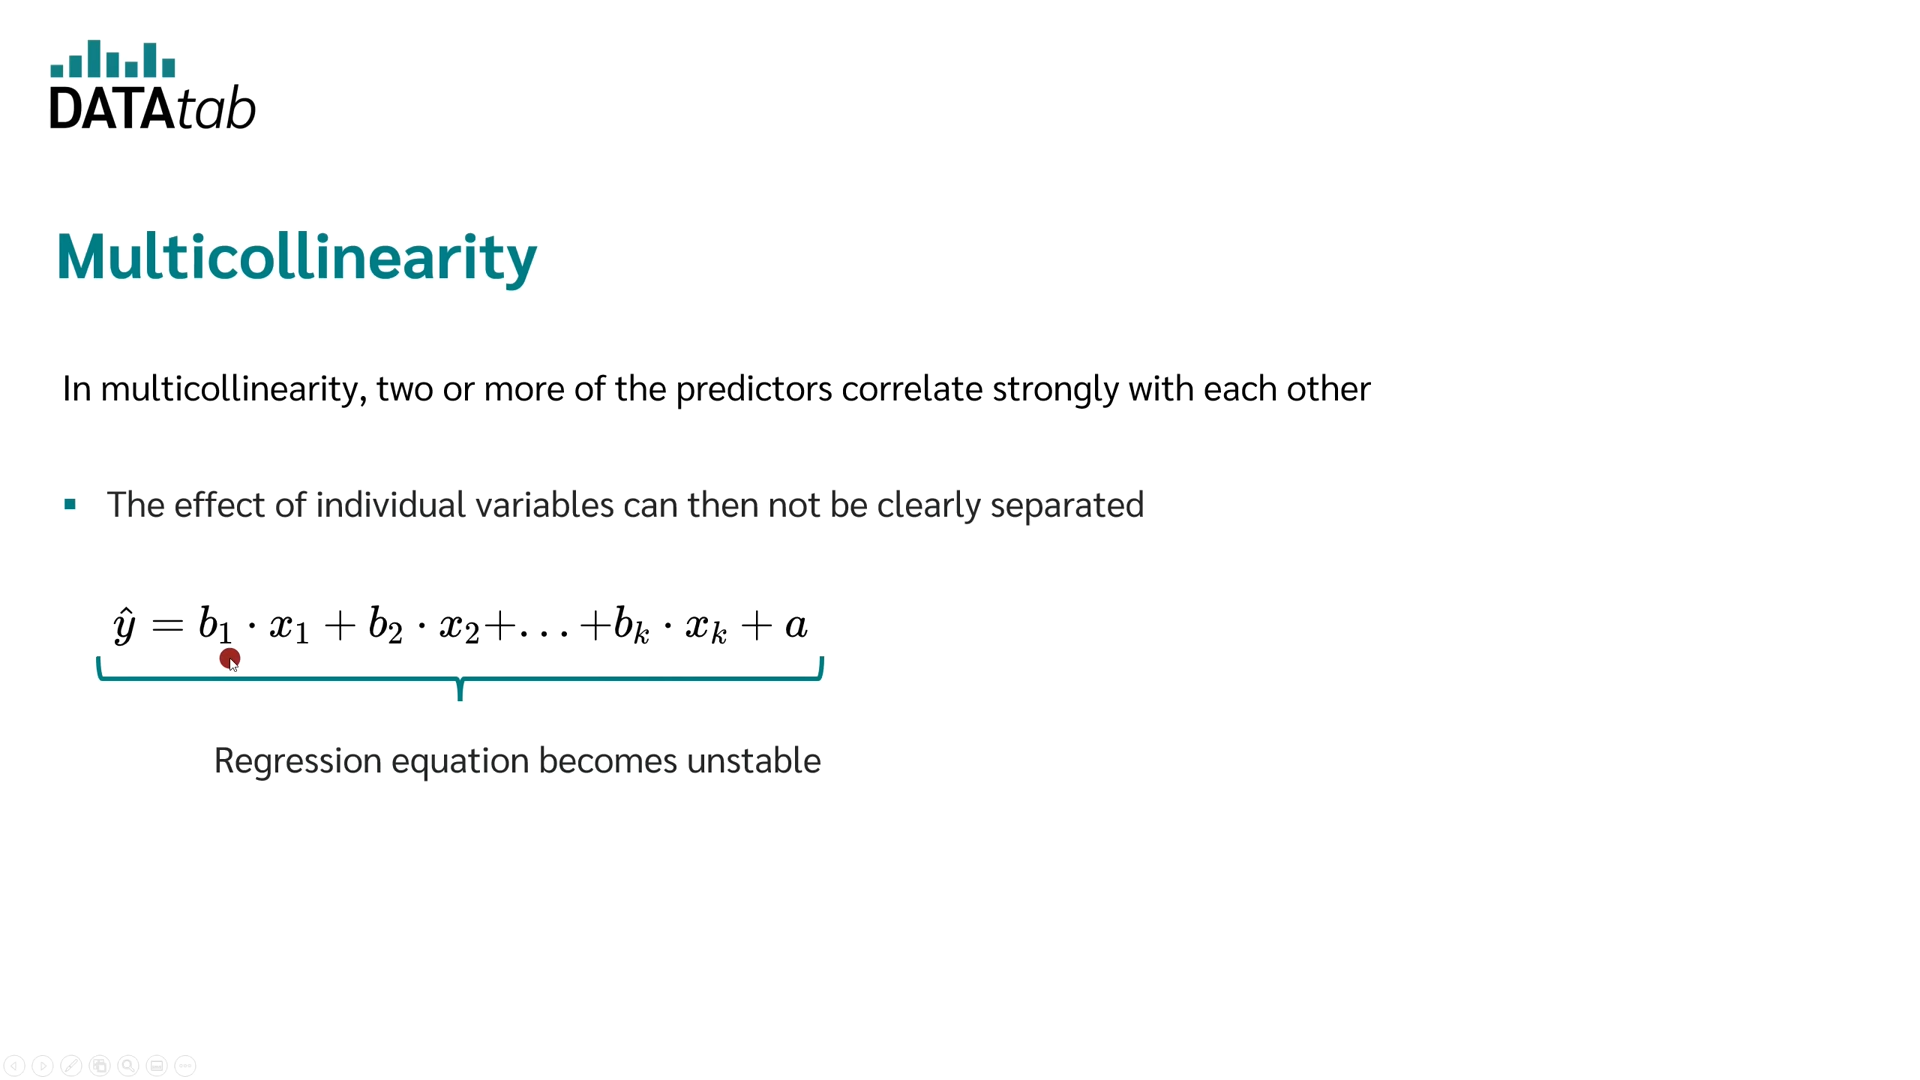 DATAtab
Multicollinearity
In multicollinearity, two or more of the predictors correlate strongly with each other
▪ The effect of individual variables can then not be clearly separated
ŷ = b₁ · x₁ + b₂ · x₂+. . . +bₖ · xₖ + a
Regression equation becomes unstable